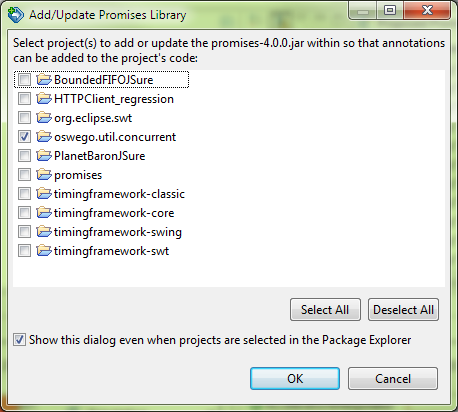 Add/Update Promises Library
Select project(s) to add or update the promises-4.0.0.jar within so that annotations
can be added to the project's code:
BoundedFIFOJSure
HTTPClient_regression
org.eclipse.swt
oswego.util.concurrent
PlanetBaronJSure
promises
timingframework-classic
timingframework-core
timingframework-swing
timingframework-swt
Select All
Deselect All
Show this dialog even when projects are selected in the Package Explorer
OK
Cancel